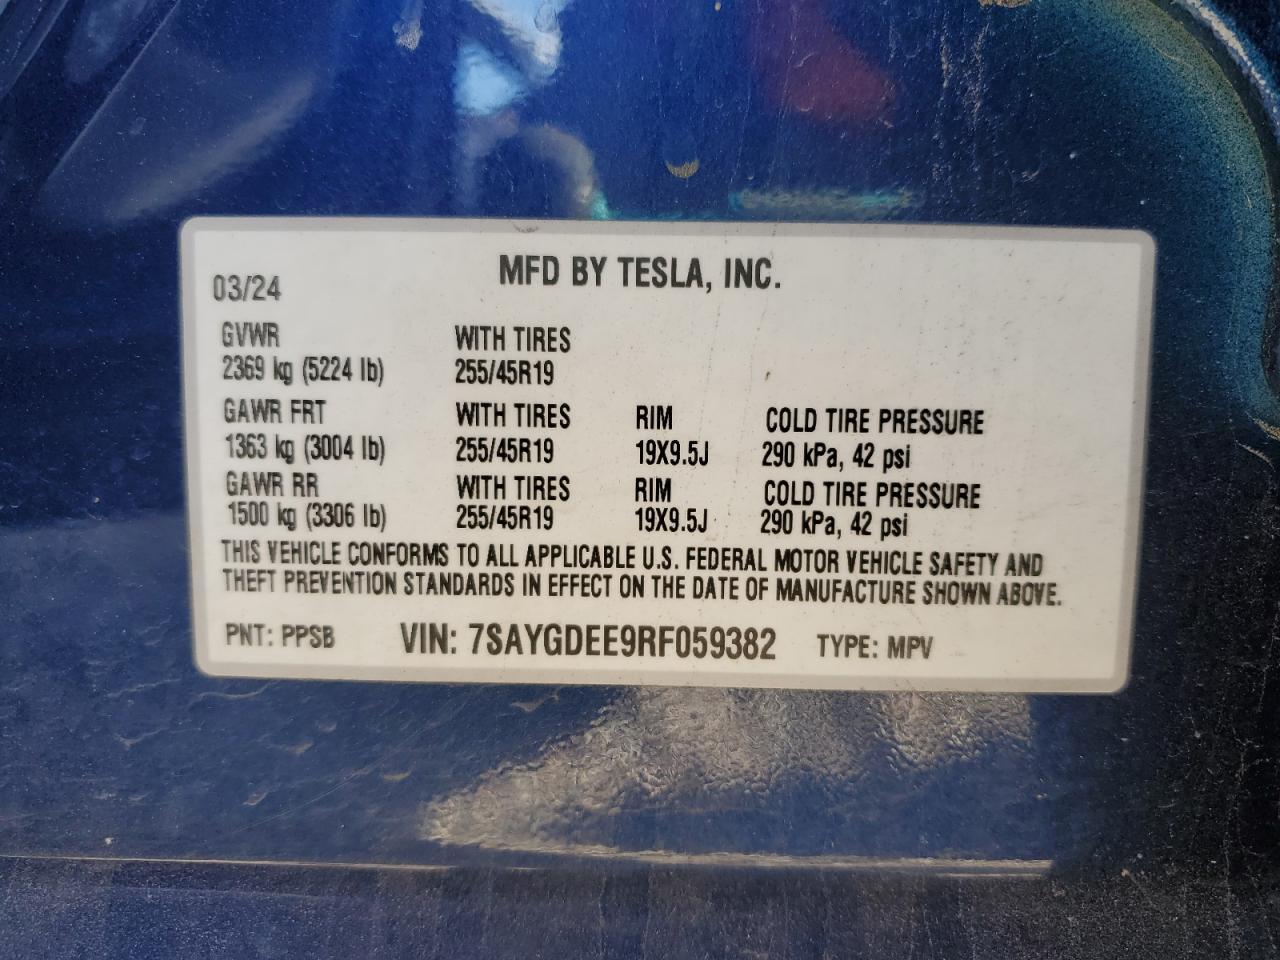 MFD BY TESLA, INC.
03/24
GVWR WITH TIRES
2369 kg (5224 lb) 255/45R19
GAWR FRT WITH TIRES RIM COLD TIRE PRESSURE
1363 kg (3004 lb) 255/45R19 19X9.5J 290 kPa, 42 psi
GAWR RR WITH TIRES RIM COLD TIRE PRESSURE
1500 kg (3306 lb) 255/45R19 19X9.5J 290 kPa, 42 psi
THIS VEHICLE CONFORMS TO ALL APPLICABLE U.S. FEDERAL MOTOR VEHICLE SAFETY AND
THEFT PREVENTION STANDARDS IN EFFECT ON THE DATE OF MANUFACTURE SHOWN ABOVE.
PNT: PPSB VIN: 7SAYGDEE9RF059382 TYPE: MPV